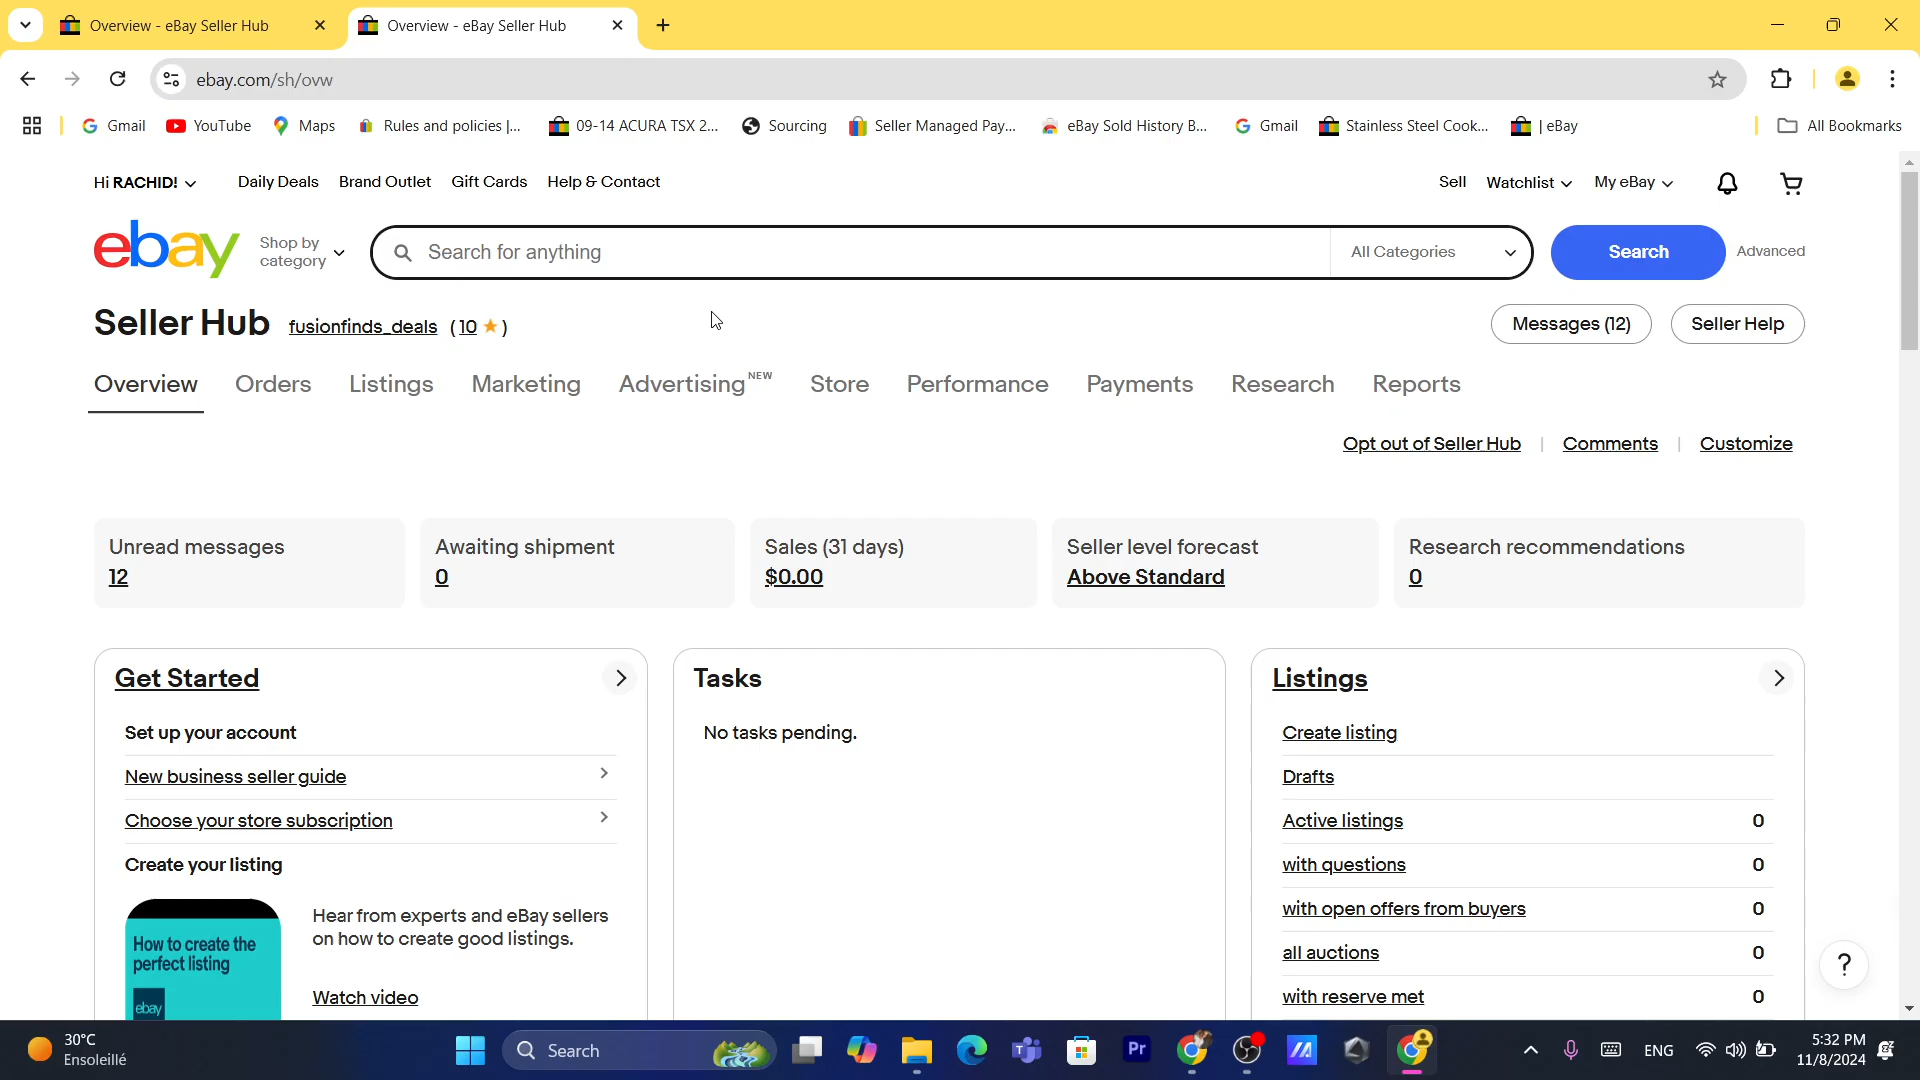 Overview - eBay Seller Hub
Overview - eBay Seller Hub
ebay.com/sh/ovw
Gmail
YouTube
Maps
Rules and policies |...
09-14 ACURA TSX 2...
Sourcing
Seller Managed Pay...
eBay Sold History B...
Gmail
Stainless Steel Cook...
| eBay
All Bookmarks
Hi RACHID!
Daily Deals
Brand Outlet
Gift Cards
Help & Contact
Sell
Watchlist
My eBay
ebay
Shop by
category
Search for anything
All Categories
Search
Advanced
Seller Hub
fusionfinds_deals
( 10 ★ )
Messages (12)
Seller Help
Overview
Orders
Listings
Marketing
Advertising NEW
Store
Performance
Payments
Research
Reports
Opt out of Seller Hub
Comments
Customize
Unread messages
12
Awaiting shipment
0
Sales (31 days)
$0.00
Seller level forecast
Above Standard
Research recommendations
0
Get Started
Set up your account
New business seller guide
Choose your store subscription
Create your listing
How to create the
perfect listing
ebay
Hear from experts and eBay sellers
on how to create good listings.
Watch video
Tasks
No tasks pending.
Listings
Create listing
Drafts
Active listings 0
with questions 0
with open offers from buyers 0
all auctions 0
with reserve met 0
?
30°C
Ensoleillé
Search
Pr
ENG
5:32 PM
11/8/2024